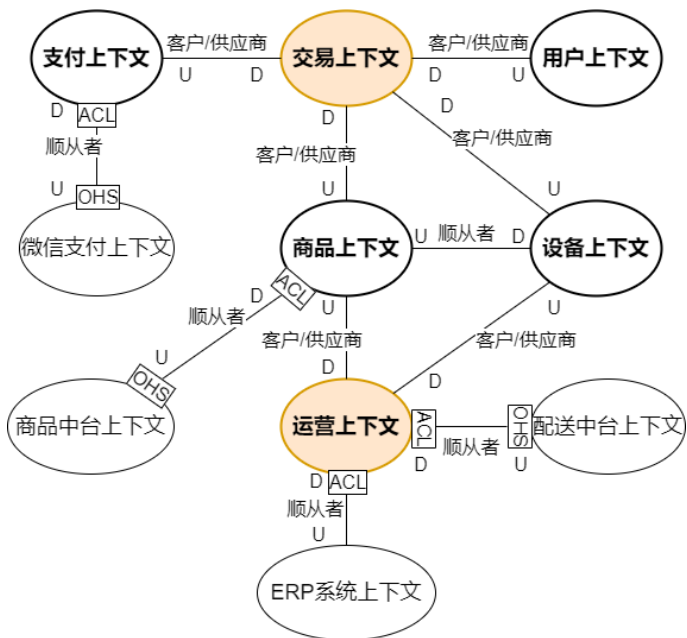 支付上下文
客户/供应商
U
D
交易上下文
客户/供应商
D
U
用户上下文
D
ACL
顺从者
U
OHS
微信支付上下文
D
客户/供应商
U
D
客户/供应商
U
商品上下文
U
顺从者
D
设备上下文
ACL
D
顺从者
U
OHS
商品中台上下文
U
客户/供应商
D
U
客户/供应商
D
运营上下文
ACL
D
顺从者
OHS
U
配送中台上下文
D
ACL
顺从者
U
ERP系统上下文